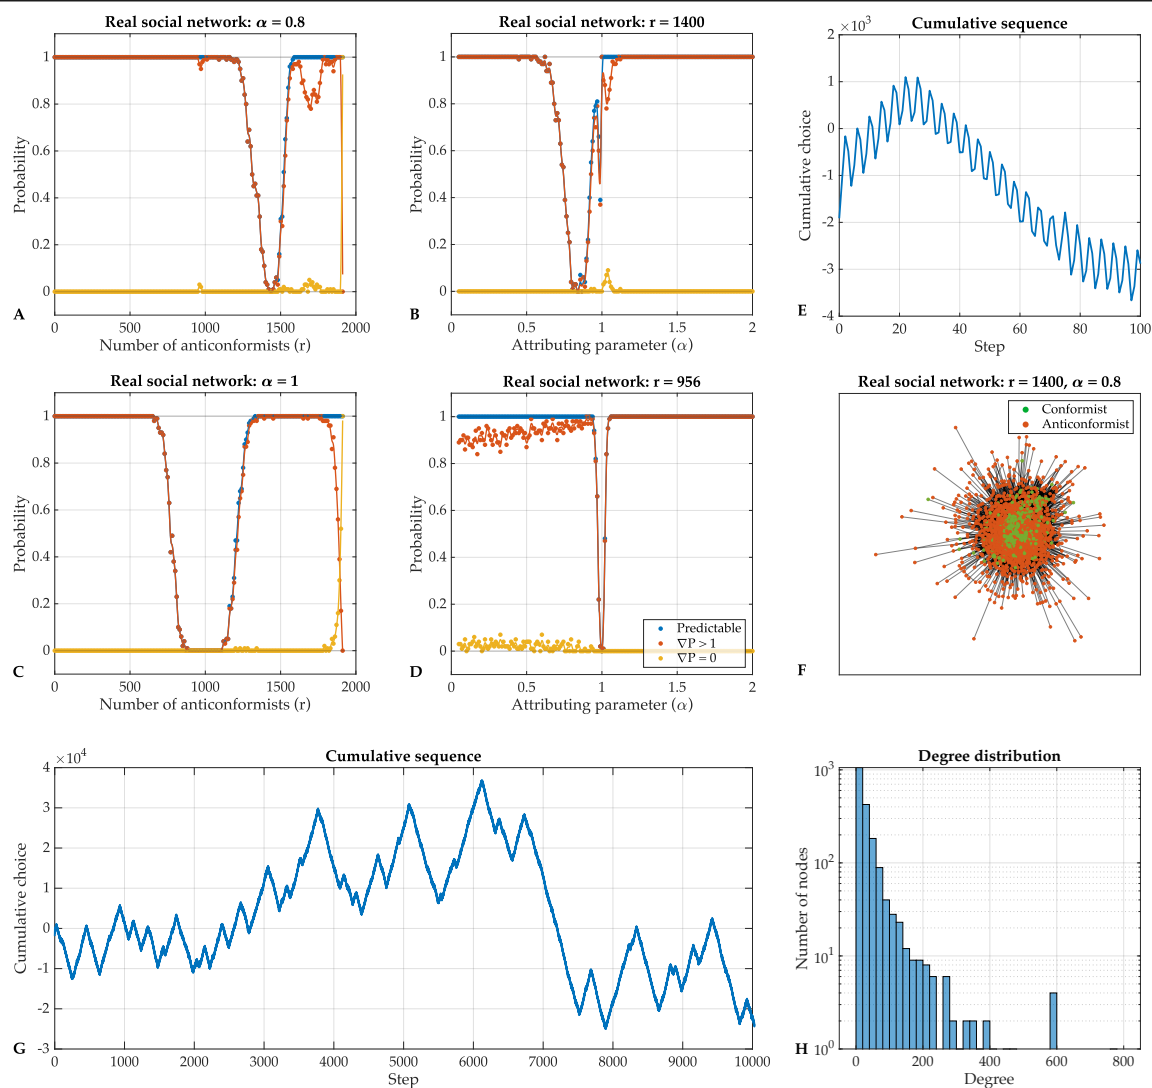 Real social network: α = 0.8
Probability
1
0.8
0.6
0.4
0.2
0
0 500 1000 1500 2000
Number of anticonformists (r)
A
Real social network: r = 1400
Probability
1
0.8
0.6
0.4
0.2
0
0 0.5 1 1.5 2
Attributing parameter (α)
B
Cumulative sequence
×10³
Cumulative choice
2
1
0
-1
-2
-3
-4
0 20 40 60 80 100
Step
E
Real social network: α = 1
Probability
1
0.8
0.6
0.4
0.2
0
0 500 1000 1500 2000
Number of anticonformists (r)
C
Real social network: r = 956
Probability
1
0.8
0.6
0.4
0.2
0
0 0.5 1 1.5 2
Attributing parameter (α)
Predictable
∇P > 1
∇P = 0
D
Real social network: r = 1400, α = 0.8
Conformist
Anticonformist
F
Cumulative sequence
×10⁴
Cumulative choice
4
3
2
1
0
-1
-2
-3
0 1000 2000 3000 4000 5000 6000 7000 8000 9000 10000
Step
G
Degree distribution
Number of nodes
10³
10²
10¹
10⁰
0 200 400 600 800
Degree
H